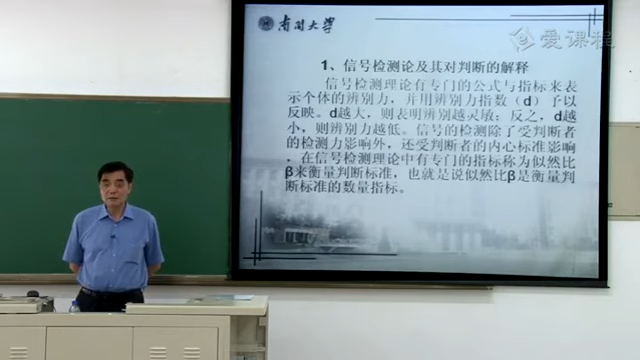 南開大學
爱课程
1、信号检测论及其对判断的解释
信号检测理论有专门的公式与指标来表
示个体的辨别力，并用辨别力指数（d）予以
反映。d越大，则表明辨别越灵敏；反之，d越
小，则辨别力越低。信号的检测除了受判断者
的检测力影响外，还受判断者的内心标准影响
，在信号检测理论中有专门的指标称为似然比
β来衡量判断标准，也就是说似然比β是衡量判
断标准的数量指标。